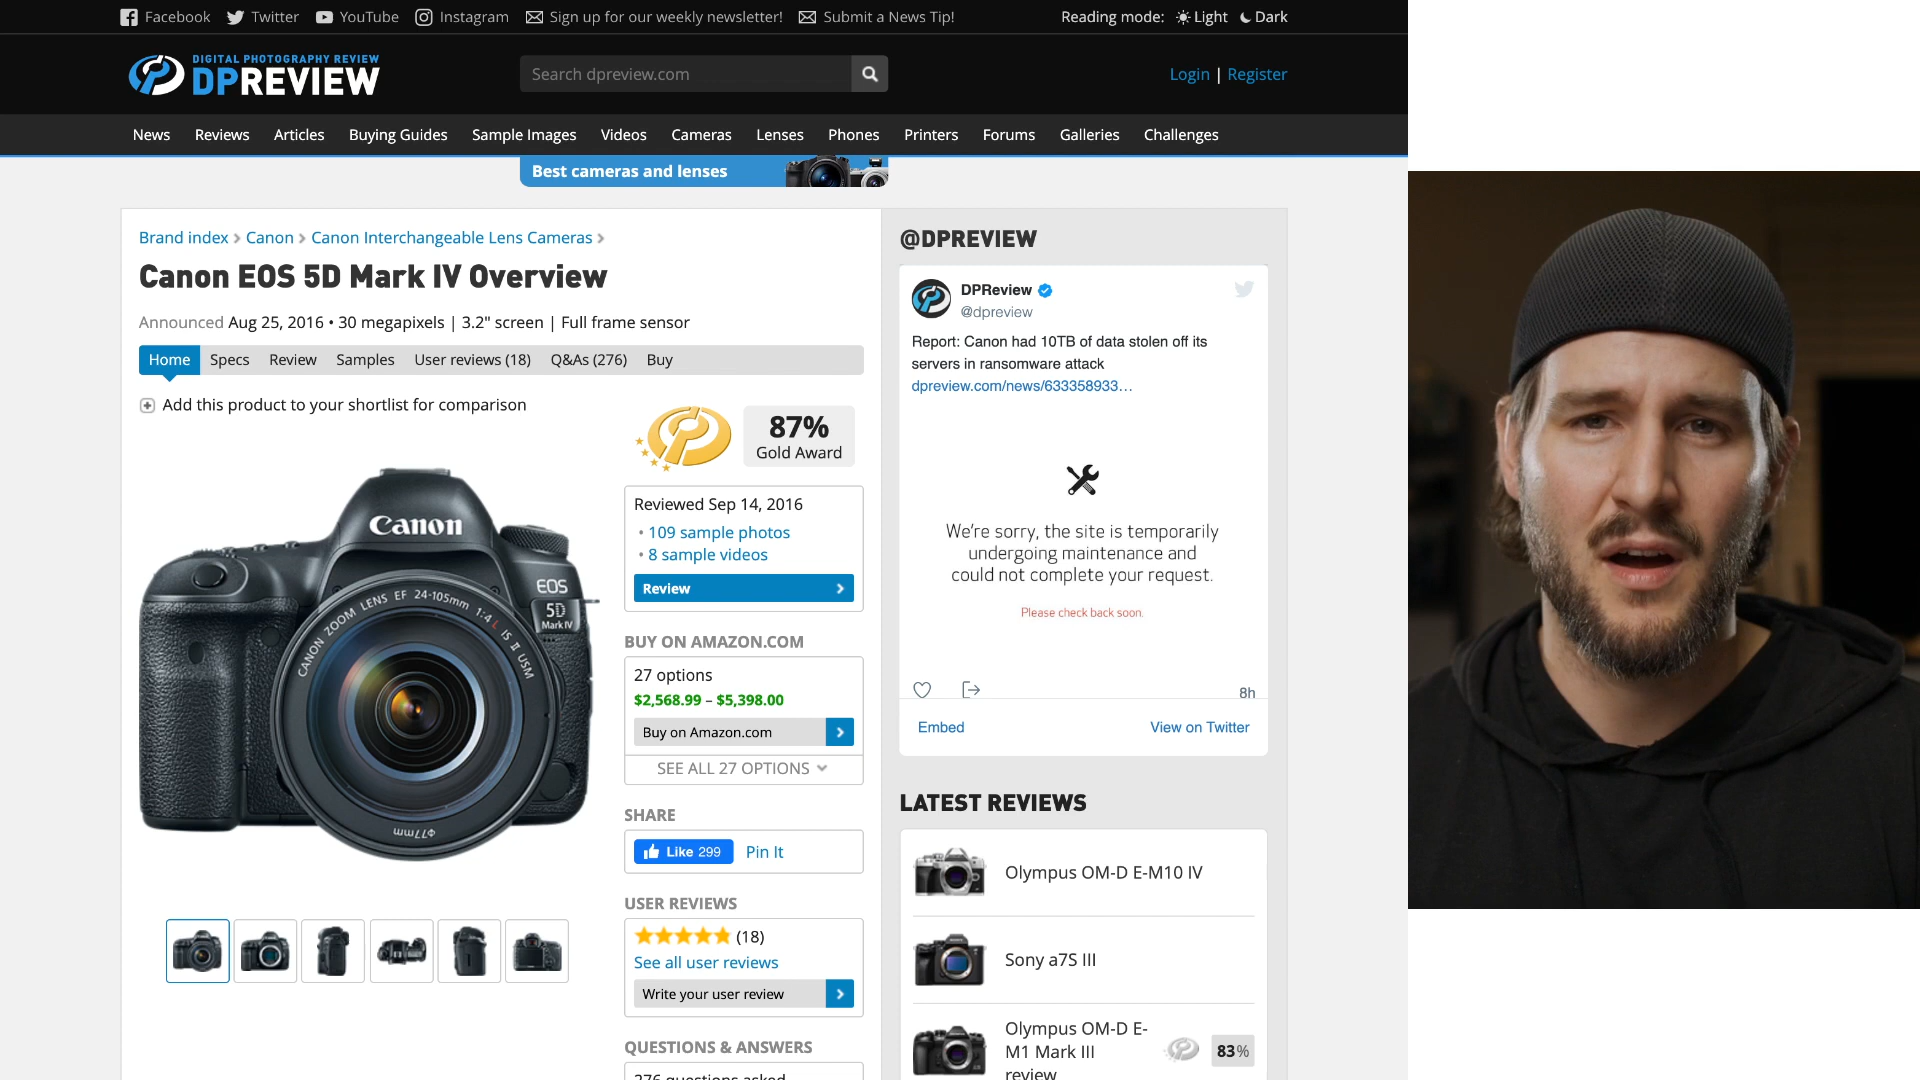 Facebook Twitter YouTube Instagram Sign up for our weekly newsletter! Submit a News Tip! Reading mode: Light Dark
DIGITAL PHOTOGRAPHY REVIEW
DPREVIEW
Search dpreview.com
Login | Register
News Reviews Articles Buying Guides Sample Images Videos Cameras Lenses Phones Printers Forums Galleries Challenges
Best cameras and lenses
Brand index > Canon > Canon Interchangeable Lens Cameras >
Canon EOS 5D Mark IV Overview
Announced Aug 25, 2016 • 30 megapixels | 3.2" screen | Full frame sensor
Home Specs Review Samples User reviews (18) Q&As (276) Buy
Add this product to your shortlist for comparison
87%
Gold Award
Canon
EOS
5D
Mark IV
CANON ZOOM LENS EF 24-105mm 1:4 L IS II USM
Φ77mm
Reviewed Sep 14, 2016
• 109 sample photos
• 8 sample videos
Review
BUY ON AMAZON.COM
27 options
$2,568.99 – $5,398.00
Buy on Amazon.com
SEE ALL 27 OPTIONS
SHARE
Like 299 Pin It
USER REVIEWS
(18)
See all user reviews
Write your user review
QUESTIONS & ANSWERS
276 questions asked
@DPREVIEW
DPReview
@dpreview
Report: Canon had 10TB of data stolen off its
servers in ransomware attack
dpreview.com/news/633358933…
We're sorry, the site is temporarily
undergoing maintenance and
could not complete your request.
Please check back soon.
8h
Embed View on Twitter
LATEST REVIEWS
Olympus OM-D E-M10 IV
Sony a7S III
Olympus OM-D E-
M1 Mark III
review
83%